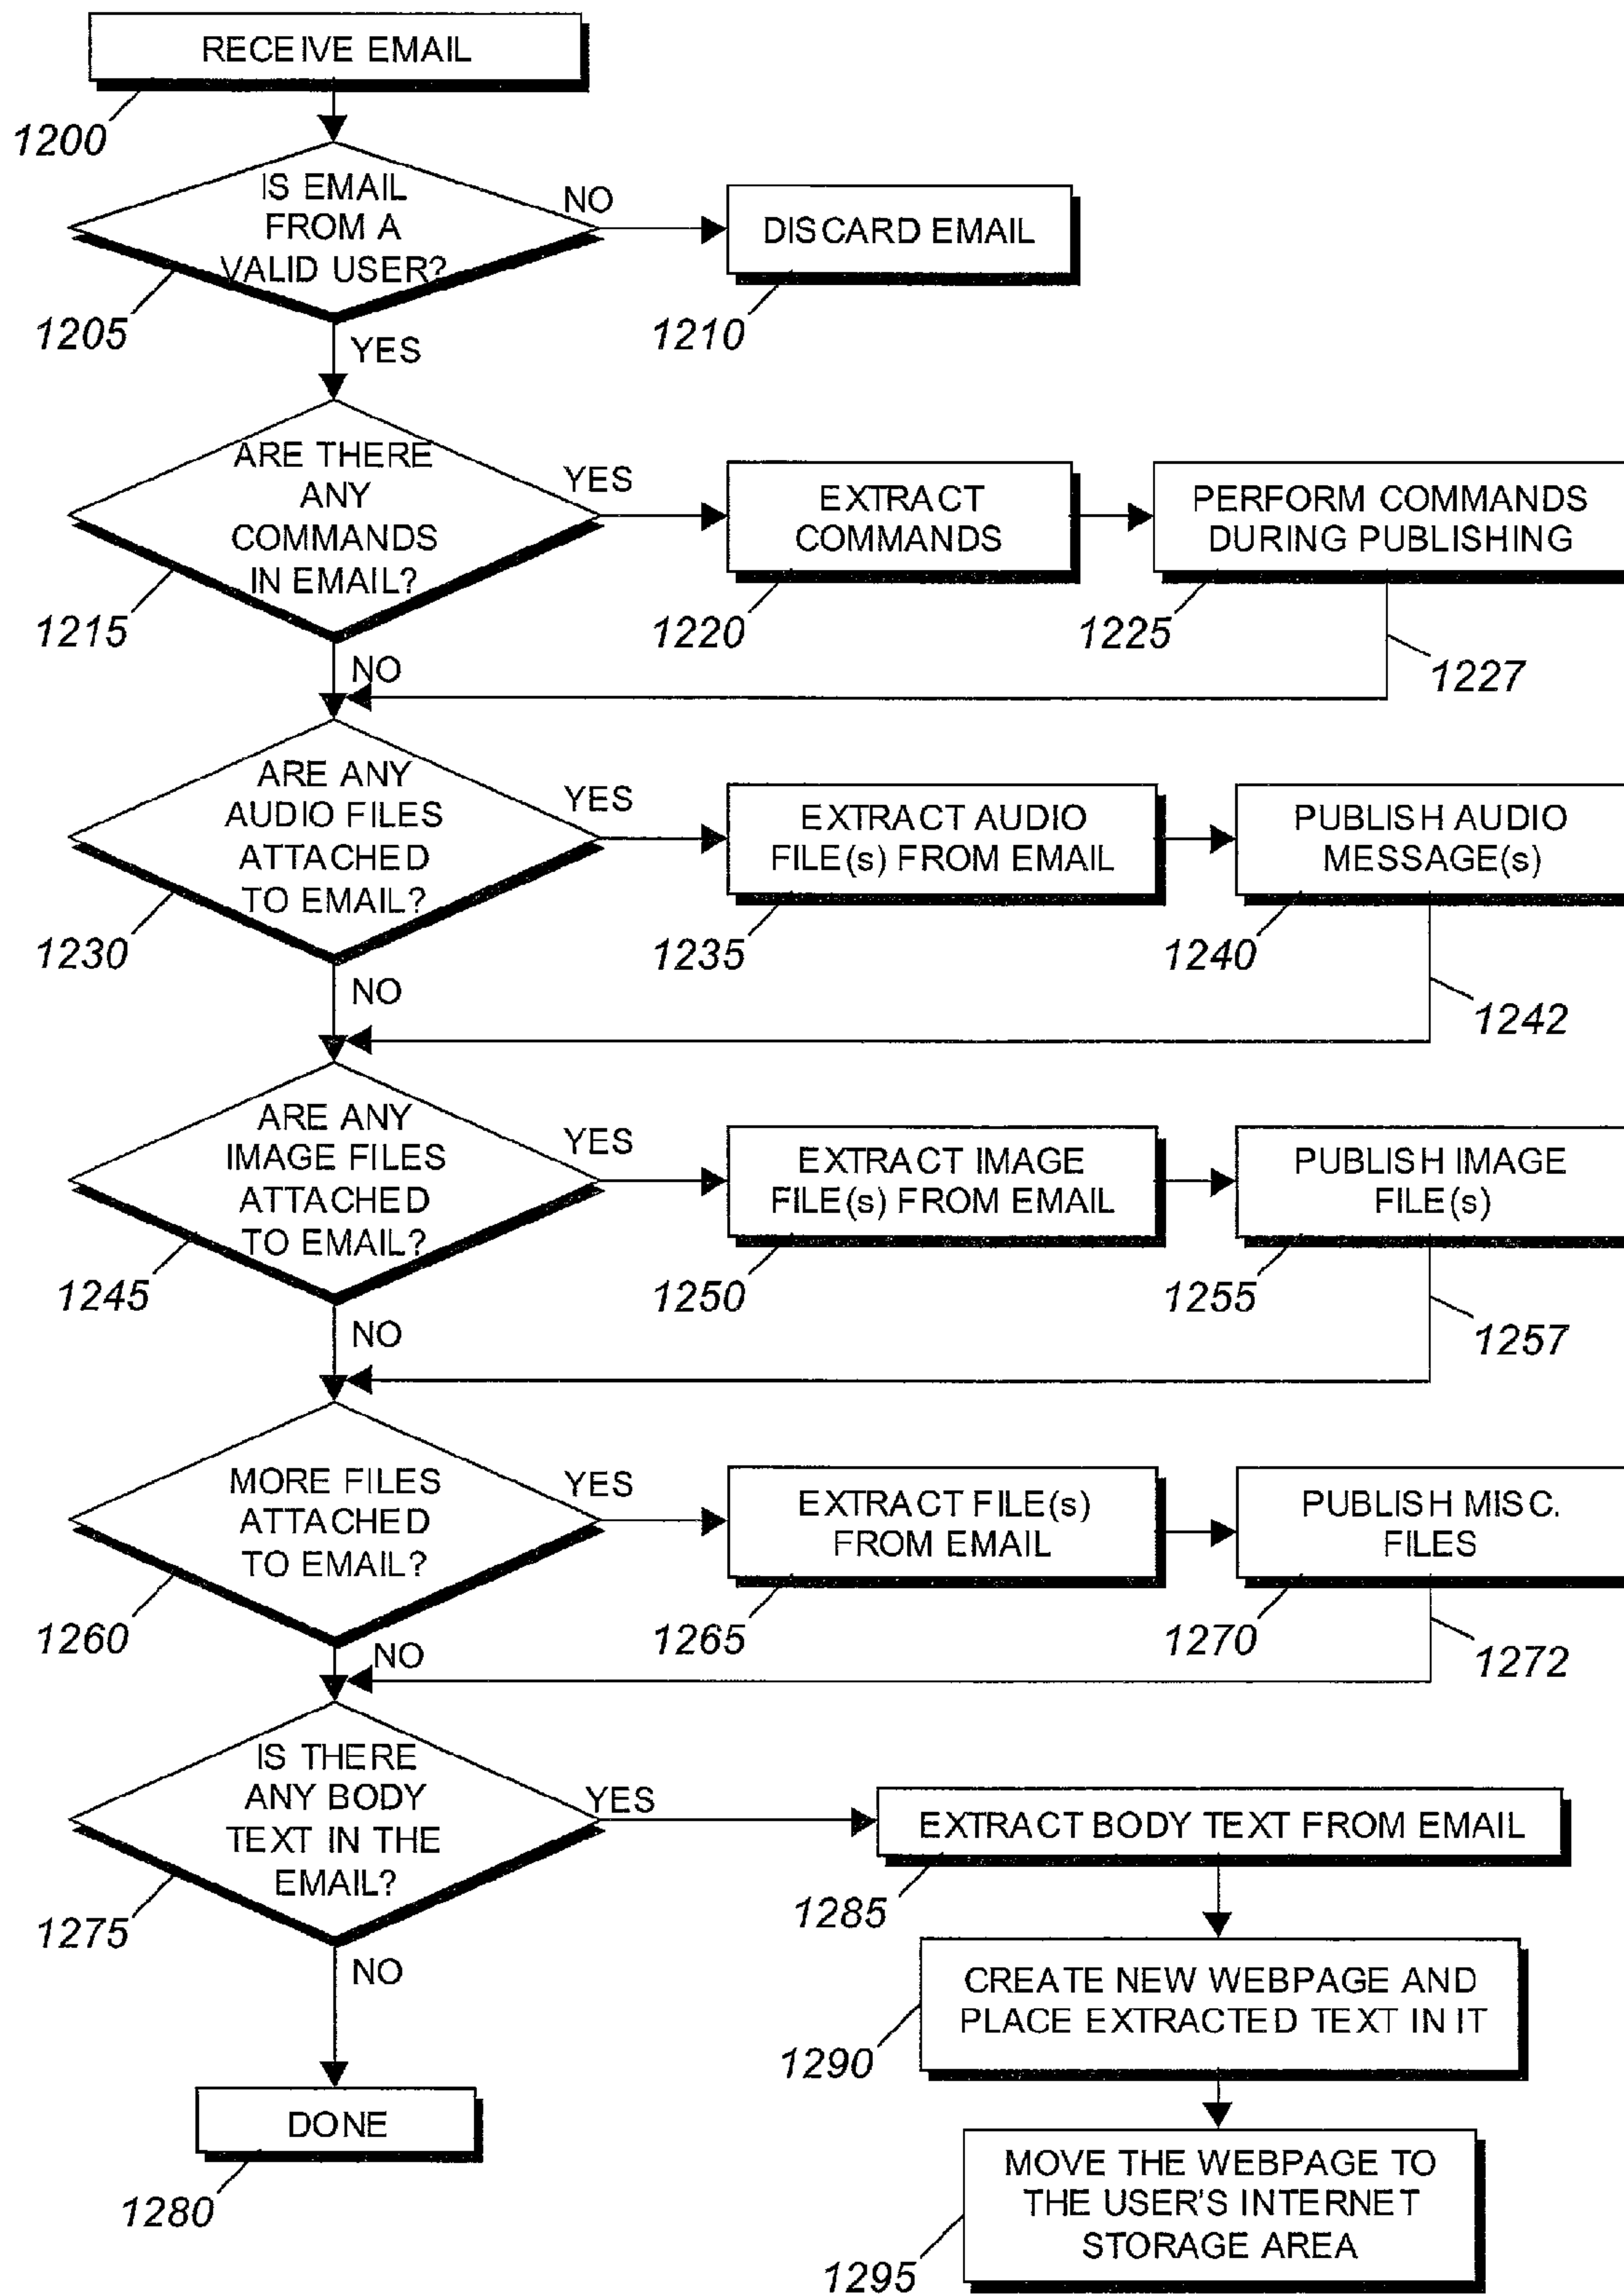 RECEIVE EMAIL
1200
IS EMAIL
FROM A
VALID USER?
NO
DISCARD EMAIL
1205
1210
YES
ARE THERE
ANY
COMMANDS
IN EMAIL?
YES
EXTRACT
COMMANDS
PERFORM COMMANDS
DURING PUBLISHING
1215
1220
1225
1227
NO
ARE ANY
AUDIO FILES
ATTACHED
TO EMAIL?
YES
EXTRACT AUDIO
FILE(s) FROM EMAIL
PUBLISH AUDIO
MESSAGE(s)
1230
1235
1240
1242
NO
ARE ANY
IMAGE FILES
ATTACHED
TO EMAIL?
YES
EXTRACT IMAGE
FILE(s) FROM EMAIL
PUBLISH IMAGE
FILE(s)
1245
1250
1255
1257
NO
MORE FILES
ATTACHED
TO EMAIL?
YES
EXTRACT FILE(s)
FROM EMAIL
PUBLISH MISC.
FILES
1260
1265
1270
1272
NO
IS THERE
ANY BODY
TEXT IN THE
EMAIL?
YES
EXTRACT BODY TEXT FROM EMAIL
1275
1285
NO
CREATE NEW WEBPAGE AND
PLACE EXTRACTED TEXT IN IT
1290
DONE
1280
MOVE THE WEBPAGE TO
THE USER'S INTERNET
STORAGE AREA
1295